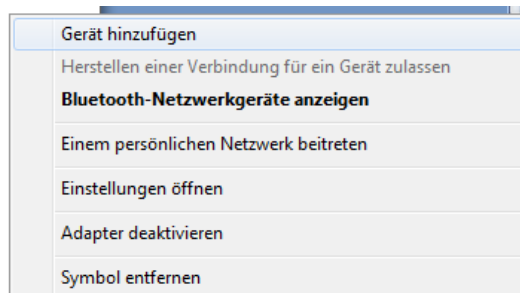 Gerät hinzufügen
Herstellen einer Verbindung für ein Gerät zulassen
Bluetooth-Netzwerkgeräte anzeigen
Einem persönlichen Netzwerk beitreten
Einstellungen öffnen
Adapter deaktivieren
Symbol entfernen